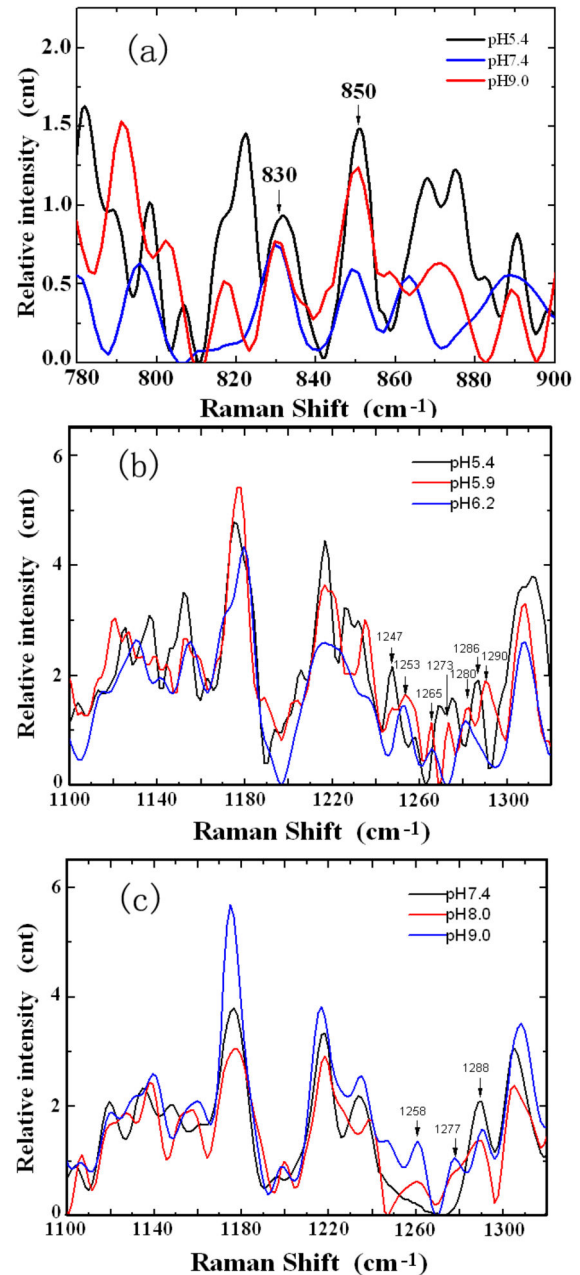 (a)
pH5.4
pH7.4
pH9.0
850
830
Relative intensity (cnt)
2.0
1.5
1.0
0.5
0.0
780 800 820 840 860 880 900
Raman Shift (cm-1)
(b)
pH5.4
pH5.9
pH6.2
1247
1253
1265
1273
1280
1286
1290
Relative intensity (cnt)
6
4
2
0
1100 1140 1180 1220 1260 1300
Raman Shift (cm-1)
(c)
pH7.4
pH8.0
pH9.0
1258
1277
1288
Relative intensity (cnt)
6
4
2
0
1100 1140 1180 1220 1260 1300
Raman Shift (cm-1)